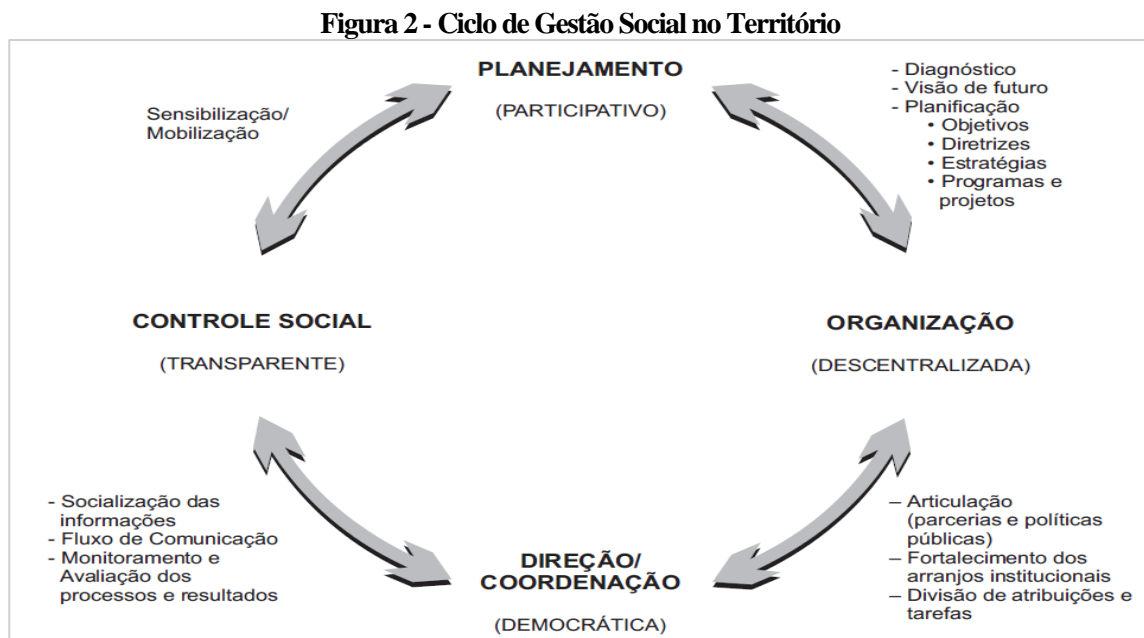 Figura 2 - Ciclo de Gestão Social no Território
PLANEJAMENTO
(PARTICIPATIVO)
Sensibilização/
Mobilização
- Diagnóstico
- Visão de futuro
- Planificação
• Objetivos
• Diretrizes
• Estratégias
• Programas e
projetos
CONTROLE SOCIAL
(TRANSPARENTE)
ORGANIZAÇÃO
(DESCENTRALIZADA)
- Socialização das
informações
- Fluxo de Comunicação
- Monitoramento e
Avaliação dos
processos e resultados
DIREÇÃO/
COORDENAÇÃO
(DEMOCRÁTICA)
– Articulação
(parcerias e políticas
públicas)
– Fortalecimento dos
arranjos institucionais
– Divisão de atribuições e
tarefas